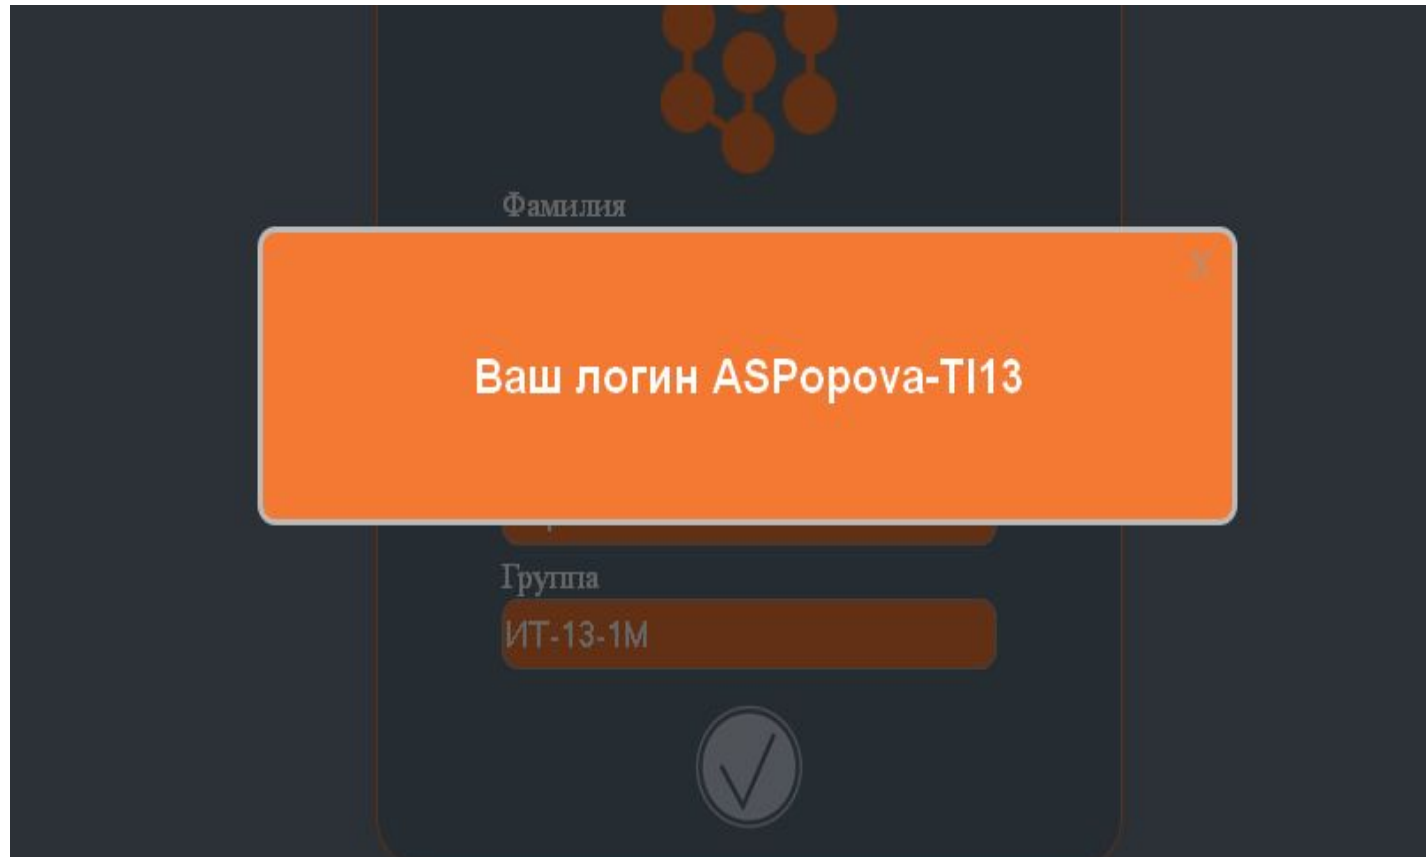 Фамилия
X
Ваш логин ASPopova-TI13
Группа
ИТ-13-1М